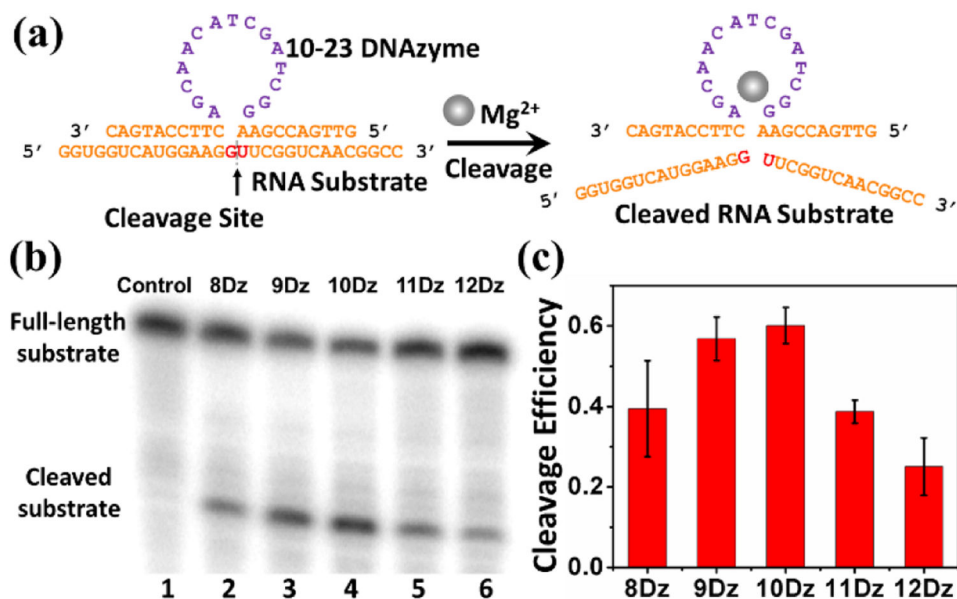 (a)
AGCAACATCGATCGG
10-23 DNAzyme
3′ CAGTACCTTC AAGCCAGTTG 5′
5′ GGUGGUCAUGGAAGGUUCGGUCAACGGCC 3′
RNA Substrate
Cleavage Site
Mg2+
Cleavage
AGCAACATCGATCGG
3′ CAGTACCTTC AAGCCAGTTG 5′
5′ GGUGGUCAUGGAAGG UUCGGUCAACGGCC 3′
Cleaved RNA Substrate
(b)
Control 8Dz 9Dz 10Dz 11Dz 12Dz
Full-length
substrate
Cleaved
substrate
1 2 3 4 5 6
(c)
Cleavage Efficiency
0.6
0.4
0.2
0.0
8Dz 9Dz 10Dz 11Dz 12Dz